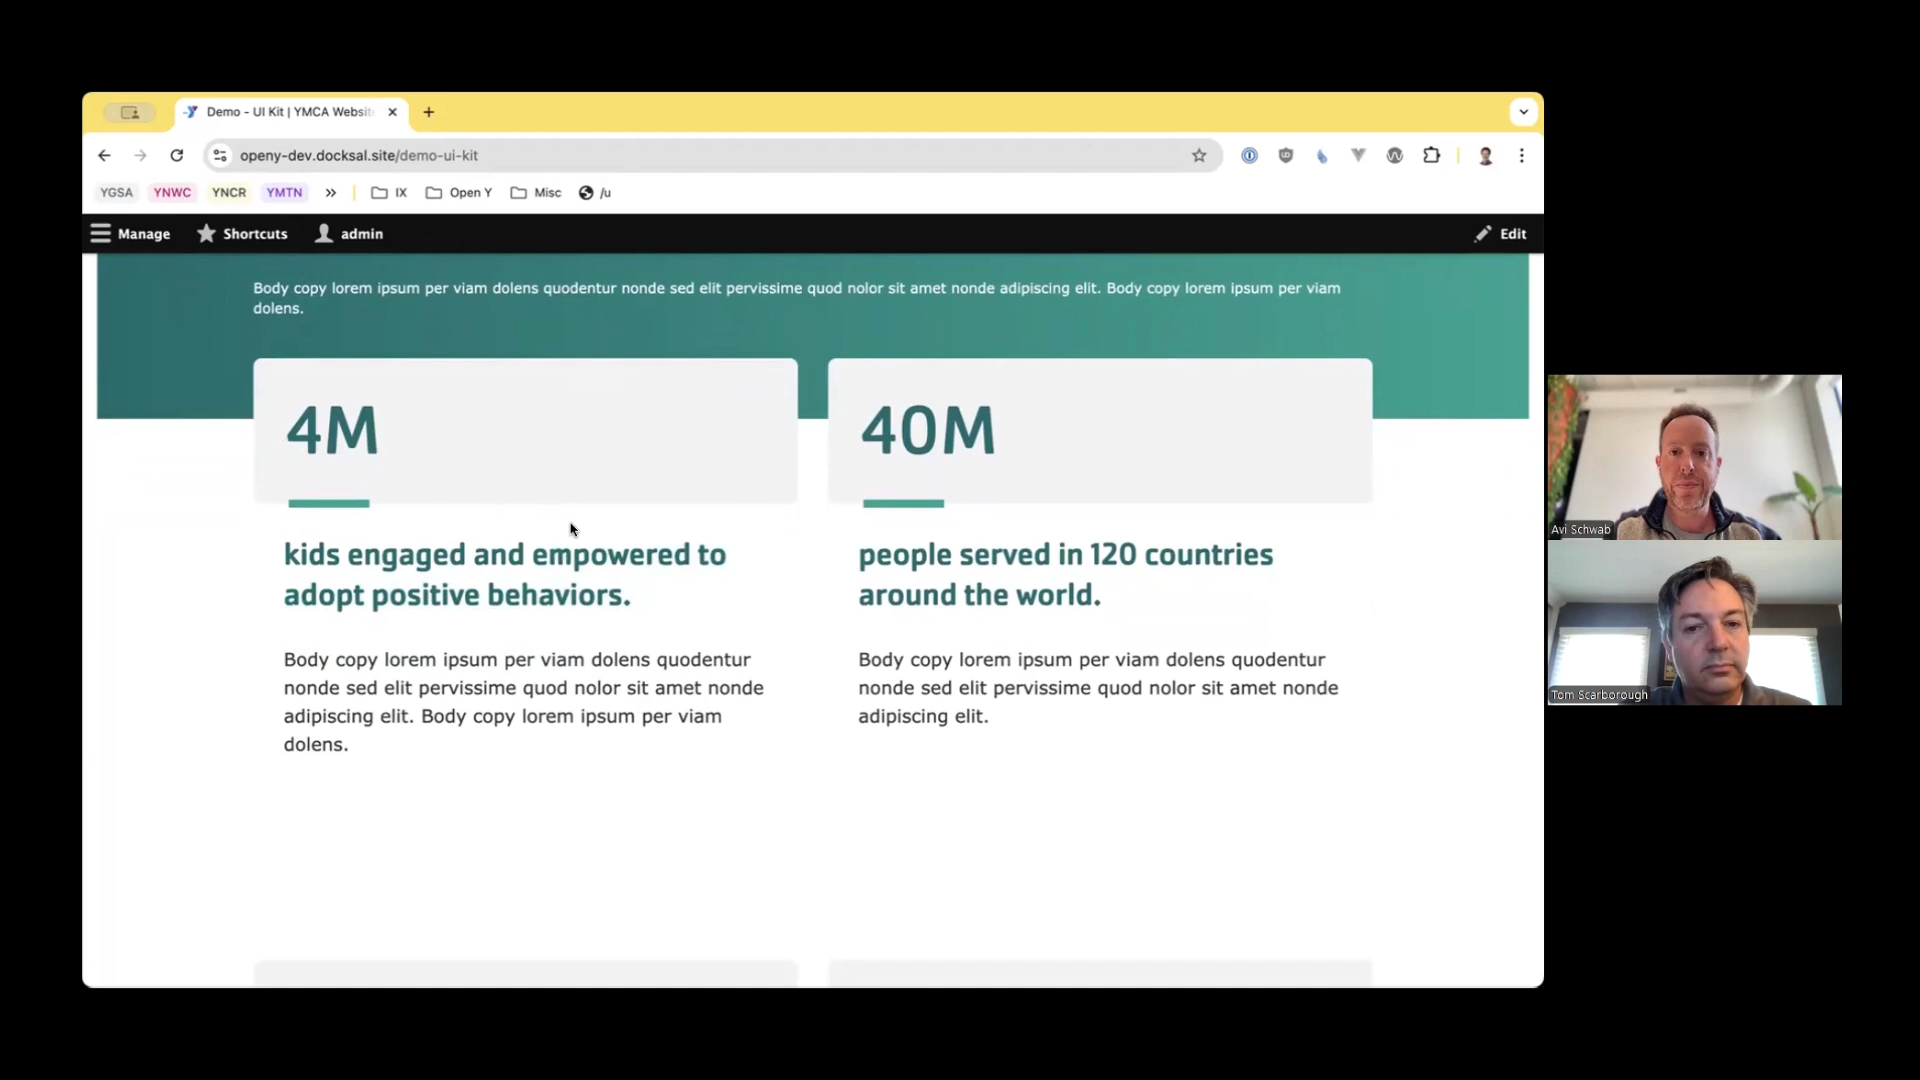 Demo - UI Kit | YMCA Websit
openy-dev.docksal.site/demo-ui-kit
YGSA YNWC YNCR YMTN » IX Open Y Misc /u
Manage Shortcuts admin Edit
Body copy lorem ipsum per viam dolens quodentur nonde sed elit pervissime quod nolor sit amet nonde adipiscing elit. Body copy lorem ipsum per viam
dolens.
4M
kids engaged and empowered to
adopt positive behaviors.
Body copy lorem ipsum per viam dolens quodentur
nonde sed elit pervissime quod nolor sit amet nonde
adipiscing elit. Body copy lorem ipsum per viam
dolens.
40M
people served in 120 countries
around the world.
Body copy lorem ipsum per viam dolens quodentur
nonde sed elit pervissime quod nolor sit amet nonde
adipiscing elit.
Avi Schwab
Tom Scarborough